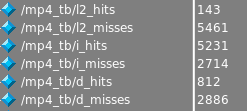 /mp4_tb/l2_hits 143
/mp4_tb/l2_misses 5461
/mp4_tb/i_hits 5231
/mp4_tb/i_misses 2714
/mp4_tb/d_hits 812
/mp4_tb/d_misses 2886